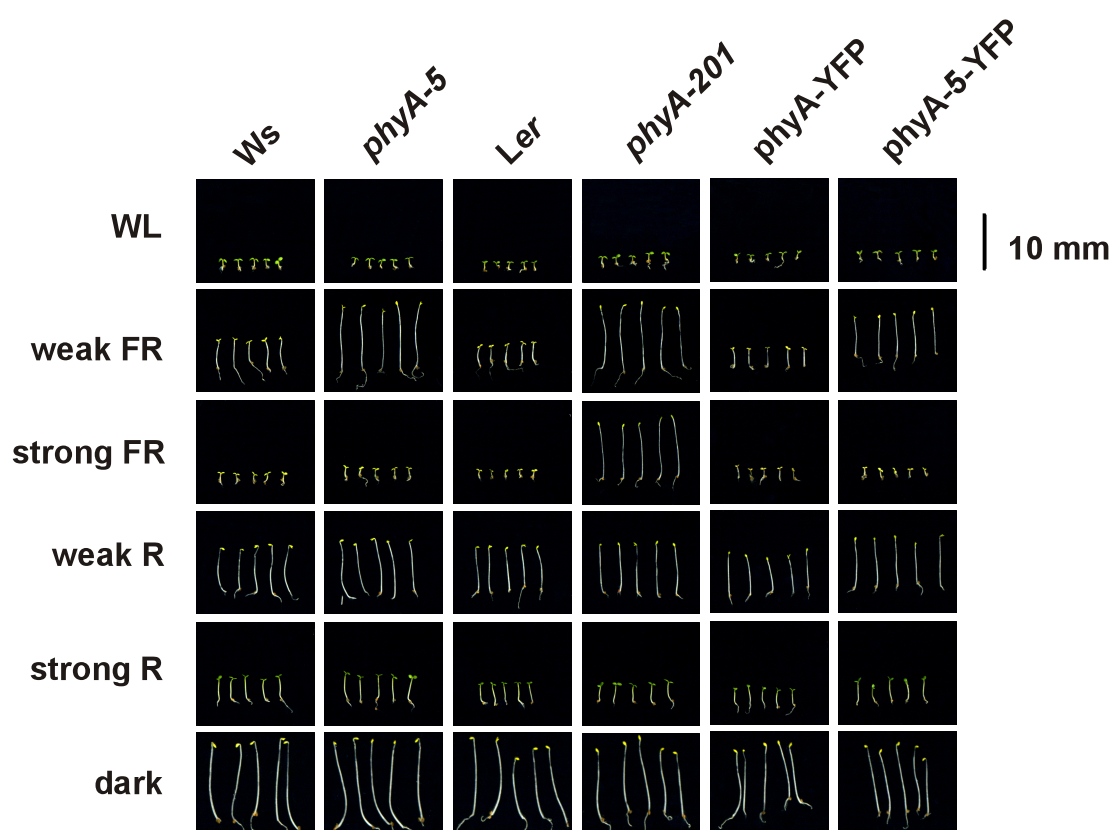 Ws
phyA-5
Ler
phyA-201
phyA-YFP
phyA-5-YFP
WL
10 mm
weak FR
strong FR
weak R
strong R
dark